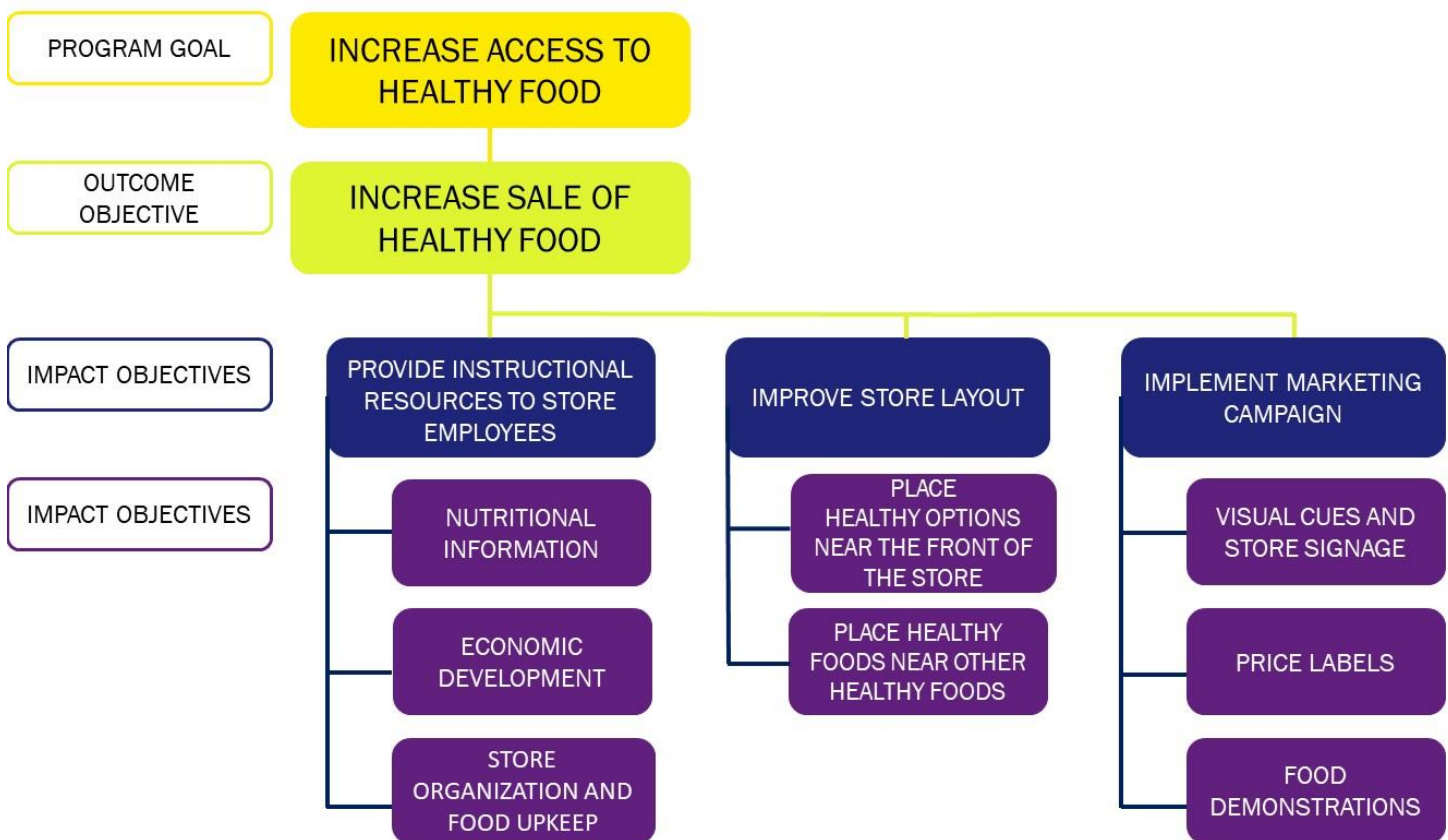 PROGRAM GOAL
INCREASE ACCESS TO
HEALTHY FOOD
OUTCOME
OBJECTIVE
INCREASE SALE OF
HEALTHY FOOD
IMPACT OBJECTIVES
PROVIDE INSTRUCTIONAL
RESOURCES TO STORE
EMPLOYEES
IMPROVE STORE LAYOUT
IMPLEMENT MARKETING
CAMPAIGN
IMPACT OBJECTIVES
NUTRITIONAL
INFORMATION
ECONOMIC
DEVELOPMENT
STORE
ORGANIZATION AND
FOOD UPKEEP
PLACE
HEALTHY OPTIONS
NEAR THE FRONT OF
THE STORE
PLACE HEALTHY
FOODS NEAR OTHER
HEALTHY FOODS
VISUAL CUES AND
STORE SIGNAGE
PRICE LABELS
FOOD
DEMONSTRATIONS